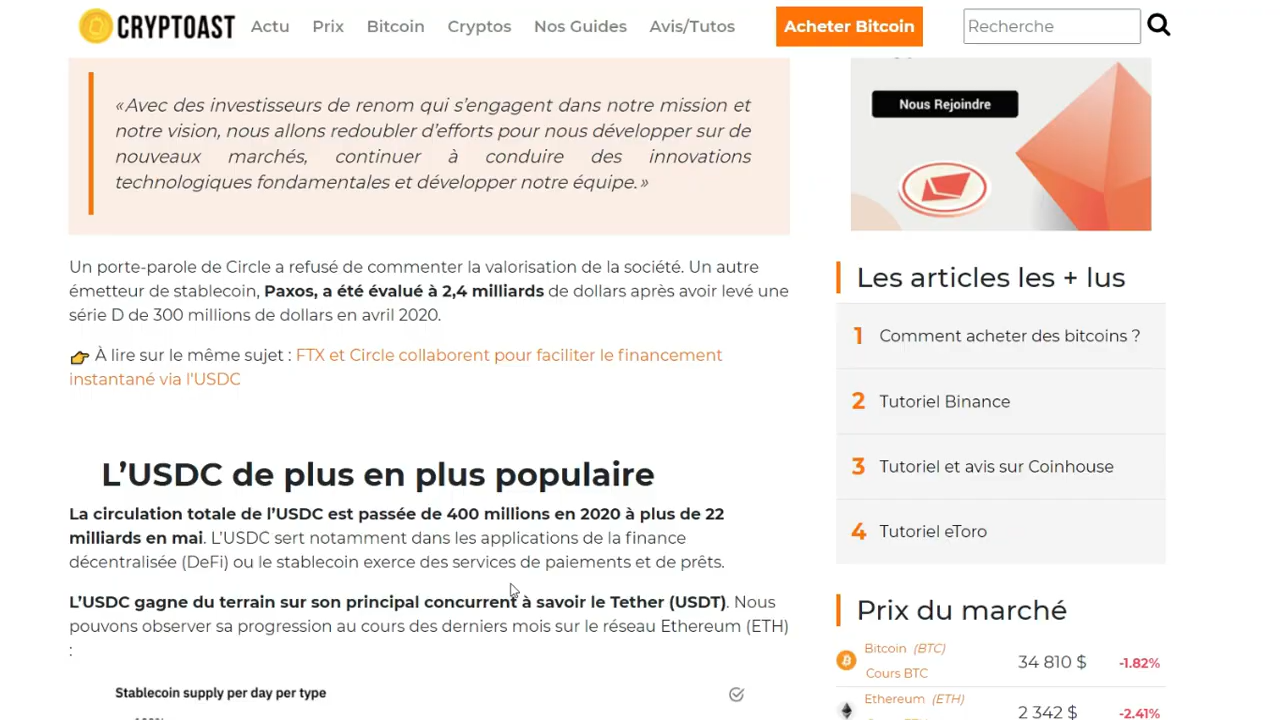 CRYPTOAST
Actu
Prix
Bitcoin
Cryptos
Nos Guides
Avis/Tutos
Acheter Bitcoin
Recherche
«Avec des investisseurs de renom qui s'engagent dans notre mission et
notre vision, nous allons redoubler d'efforts pour nous développer sur de
nouveaux marchés, continuer à conduire des innovations
technologiques fondamentales et développer notre équipe.»
Un porte-parole de Circle a refusé de commenter la valorisation de la société. Un autre
émetteur de stablecoin, Paxos, a été évalué à 2,4 milliards de dollars après avoir levé une
série D de 300 millions de dollars en avril 2020.
À lire sur le même sujet : FTX et Circle collaborent pour faciliter le financement
instantané via l'USDC
L'USDC de plus en plus populaire
La circulation totale de l'USDC est passée de 400 millions en 2020 à plus de 22
milliards en mai. L'USDC sert notamment dans les applications de la finance
décentralisée (DeFi) ou le stablecoin exerce des services de paiements et de prêts.
L'USDC gagne du terrain sur son principal concurrent à savoir le Tether (USDT). Nous
pouvons observer sa progression au cours des derniers mois sur le réseau Ethereum (ETH)
:
Stablecoin supply per day per type
Nous Rejoindre
Les articles les + lus
1 Comment acheter des bitcoins ?
2 Tutoriel Binance
3 Tutoriel et avis sur Coinhouse
4 Tutoriel eToro
Prix du marché
Bitcoin (BTC)
Cours BTC
34 810 $ -1.82%
Ethereum (ETH)
2 342 $ -2.41%